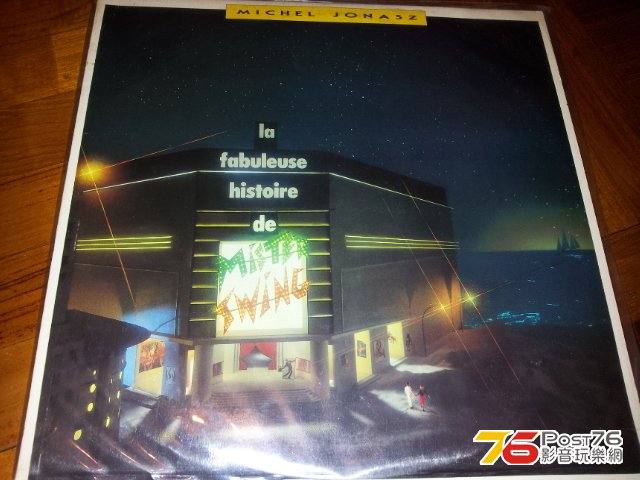 MICHEL JONASZ
la
fabuleuse
histoire
de
MISTER
SWING
76 Post76
影音玩樂網